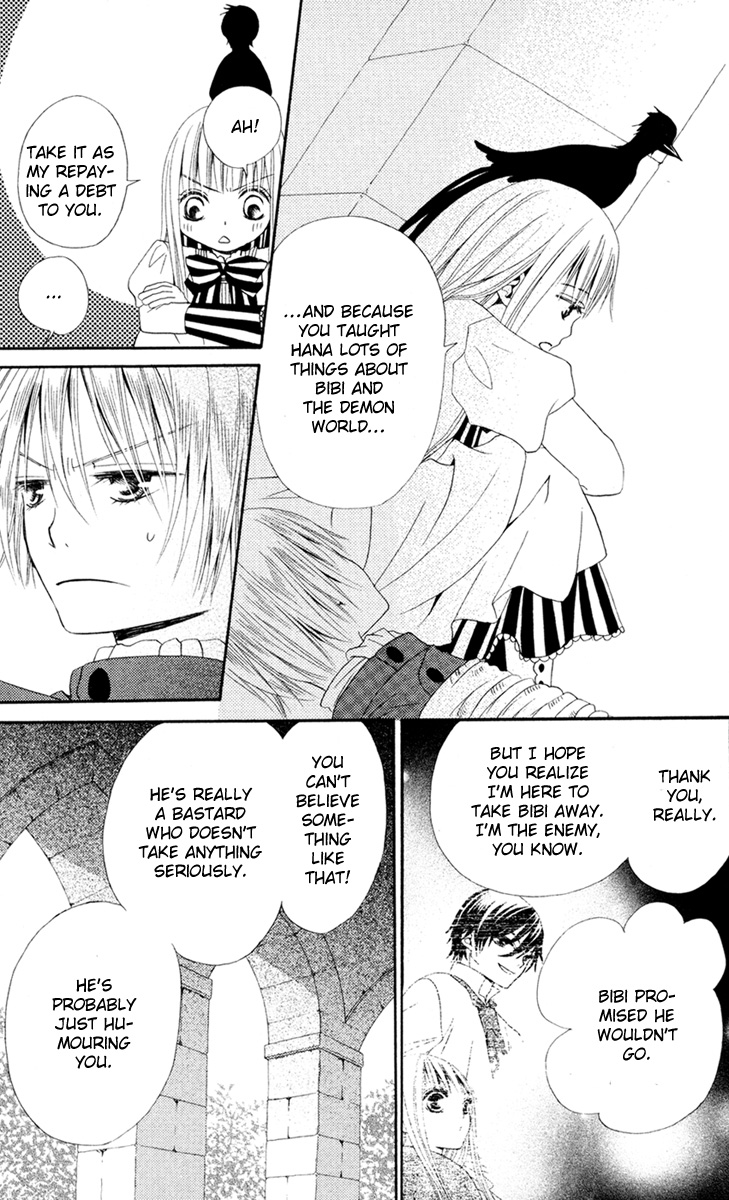 ...AND BECAUSE
YOU TAUGHT
HANA LOTS OF
THINGS ABOUT
BIBI AND
THE DEMON
WORLD...
AH!
TAKE IT AS
MY REPAY-
ING A DEBT
TO YOU.
...
THANK
YOU,
REALLY.
BUT I HOPE
YOU REALIZE
I'M HERE TO
TAKE BIBI AWAY.
I'M THE ENEMY,
YOU KNOW.
BIBI PRO-
MISED HE
WOULDN'T
GO.
YOU
CAN'T
BELIEVE
SOME-
THING
LIKE
THAT!
HE'S REALLY
A BASTARD
WHO DOESN'T
TAKE ANYTHING
SERIOUSLY.
HE'S
PROBABLY
JUST HU-
MOURING
YOU.